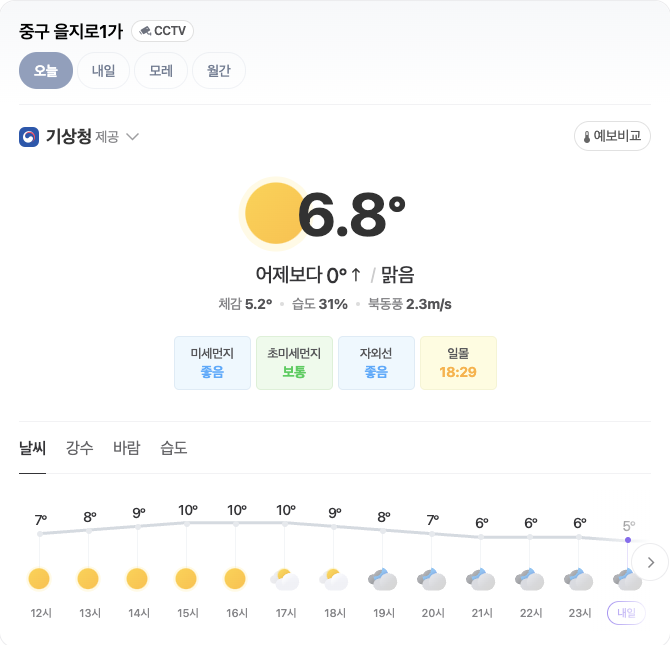 중구 을지로1가 CCTV
오늘 내일 모레 월간
기상청 제공 예보비교
6.8°
어제보다 0°↑ / 맑음
체감 5.2° 습도 31% 북동풍 2.3m/s
미세먼지 초미세먼지 자외선 일몰
좋음 보통 좋음 18:29
날씨 강수 바람 습도
7° 8° 9° 10° 10° 10° 9° 8° 7° 6° 6° 6° 5°
12시 13시 14시 15시 16시 17시 18시 19시 20시 21시 22시 23시 내일